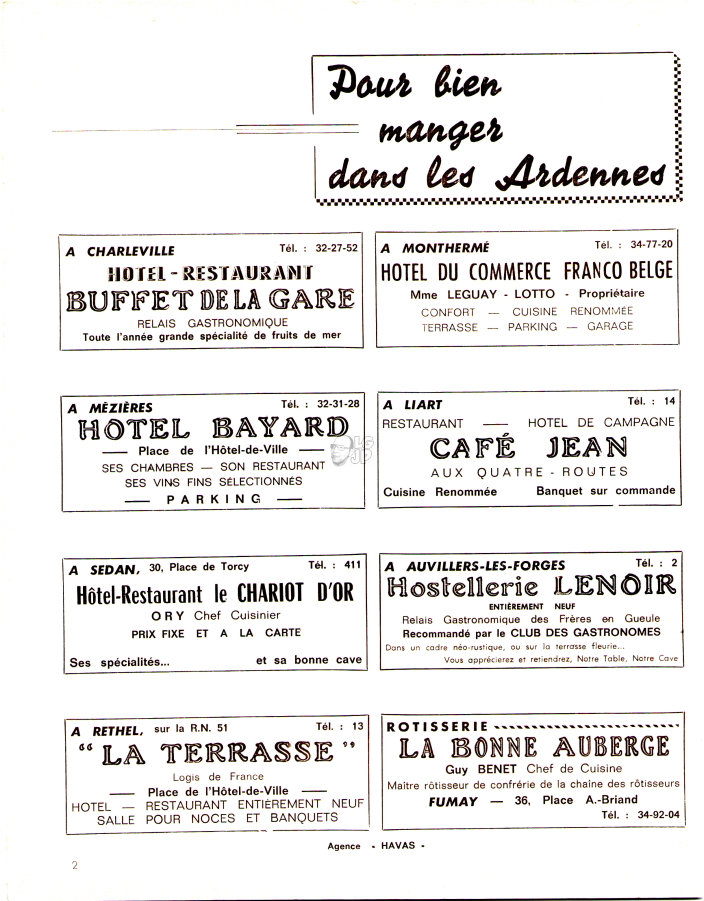 Pour bien
manger
dans les Ardennes
A CHARLEVILLE Tél. : 32-27-52
HOTEL - RESTAURANT
BUFFET DE LA GARE
RELAIS GASTRONOMIQUE
Toute l'année grande spécialité de fruits de mer
A MONTHERMÉ Tél. : 34-77-20
HOTEL DU COMMERCE FRANCO BELGE
Mme LEGUAY - LOTTO - Propriétaire
CONFORT — CUISINE RENOMMÉE
TERRASSE — PARKING — GARAGE
A MÉZIÈRES Tél. : 32-31-28
HOTEL BAYARD
— Place de l'Hôtel-de-Ville —
SES CHAMBRES — SON RESTAURANT
SES VINS FINS SÉLECTIONNÉS
— PARKING —
A LIART Tél. : 14
RESTAURANT — HOTEL DE CAMPAGNE
CAFÉ JEAN
AUX QUATRE - ROUTES
Cuisine Renommée Banquet sur commande
A SEDAN, 30, Place de Torcy Tél. : 411
Hôtel-Restaurant le CHARIOT D'OR
ORY Chef Cuisinier
PRIX FIXE ET A LA CARTE
Ses spécialités... et sa bonne cave
A AUVILLERS-LES-FORGES Tél. : 2
Hostellerie LENOIR
ENTIÈREMENT NEUF
Relais Gastronomique des Frères en Gueule
Recommandé par le CLUB DES GASTRONOMES
Dans un cadre néo-rustique, ou sur la terrasse fleurie...
Vous apprécierez et retiendrez, Notre Table, Notre Cave
A RETHEL, sur la R.N. 51 Tél. : 13
" LA TERRASSE "
Logis de France
— Place de l'Hôtel-de-Ville —
HOTEL — RESTAURANT ENTIÈREMENT NEUF
SALLE POUR NOCES ET BANQUETS
ROTISSERIE
LA BONNE AUBERGE
Guy BENET Chef de Cuisine
Maitre rôtisseur de confrérie de la chaine des rôtisseurs
FUMAY — 36, Place A.-Briand
Tél. : 34-92-04
Agence - HAVAS -
2